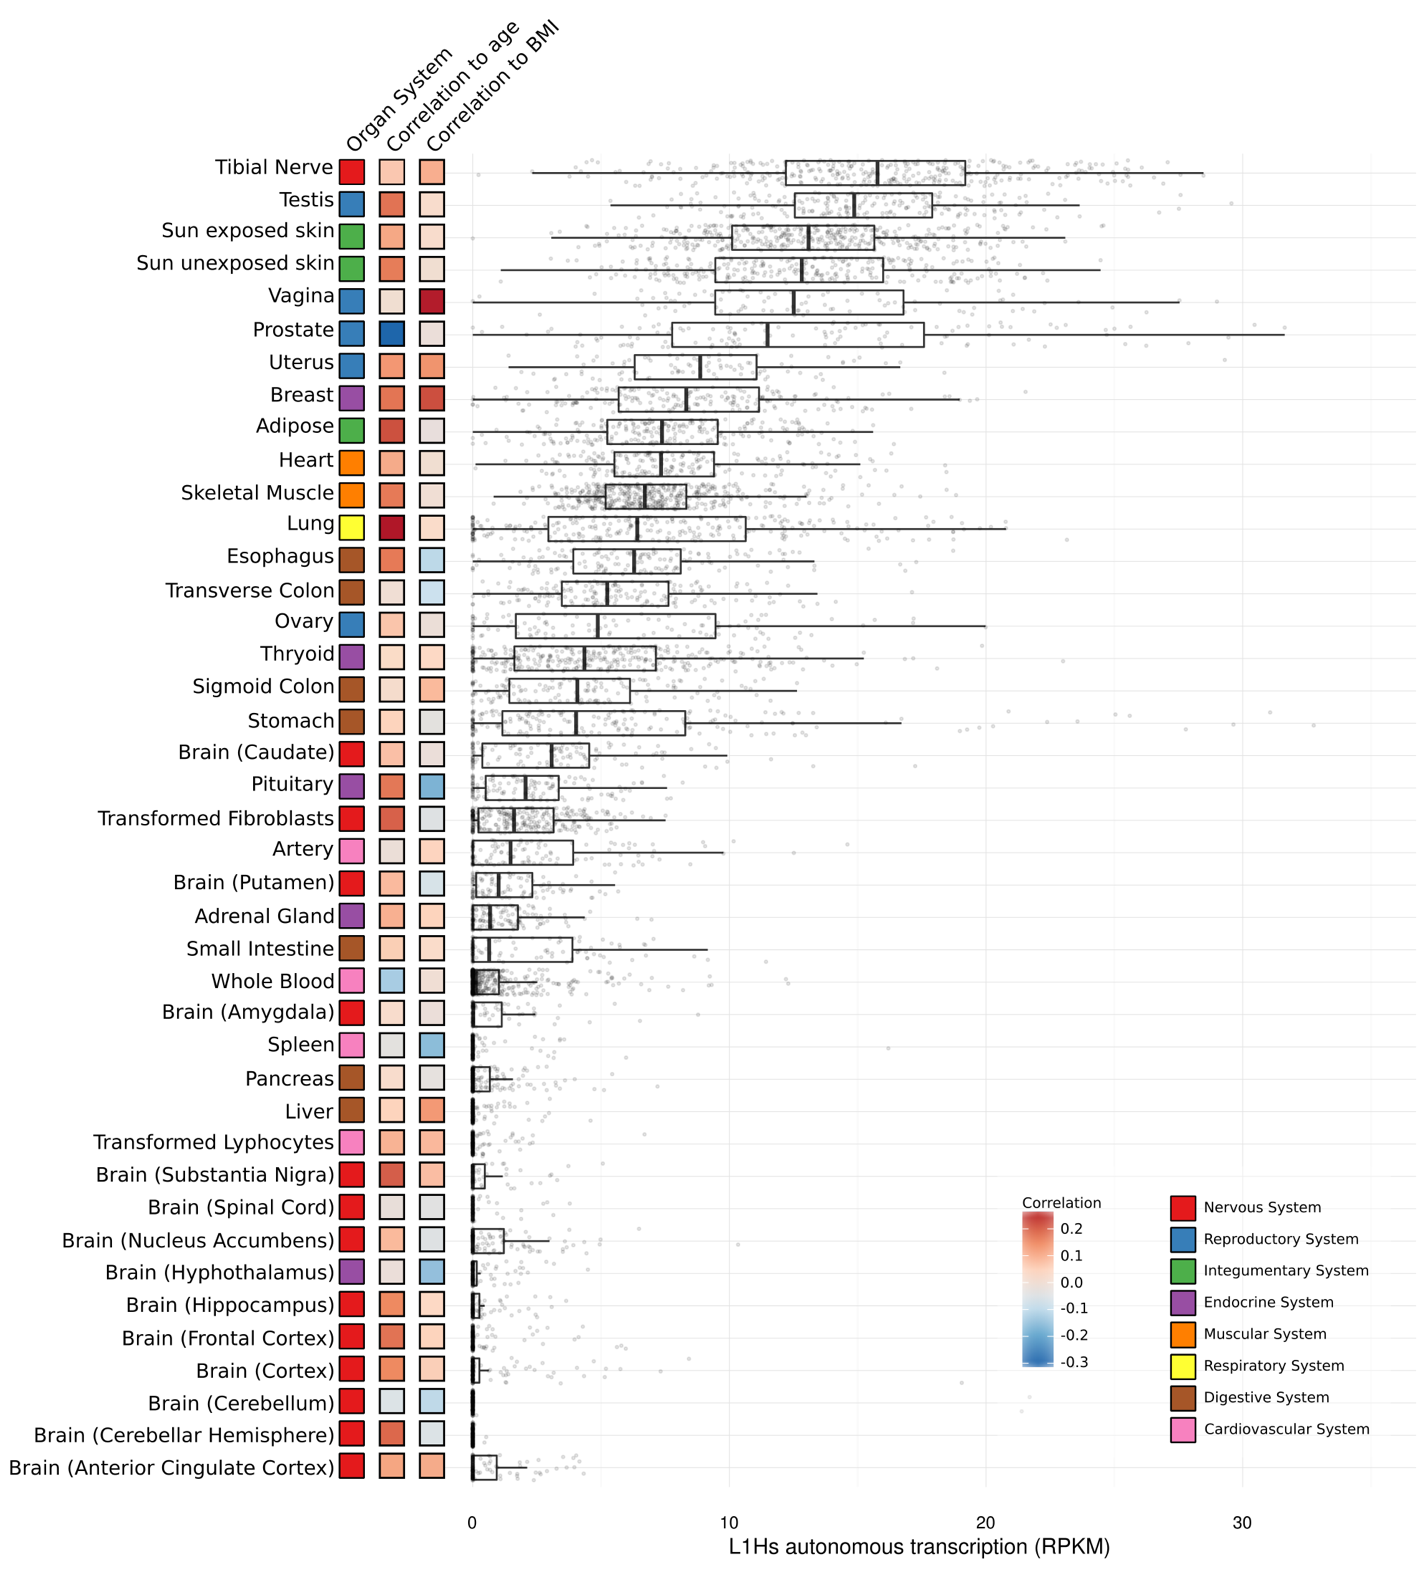 Organ System
Correlation to age
Correlation to BMI
Tibial Nerve
Testis
Sun exposed skin
Sun unexposed skin
Vagina
Prostate
Uterus
Breast
Adipose
Heart
Skeletal Muscle
Lung
Esophagus
Transverse Colon
Ovary
Thryoid
Sigmoid Colon
Stomach
Brain (Caudate)
Pituitary
Transformed Fibroblasts
Artery
Brain (Putamen)
Adrenal Gland
Small Intestine
Whole Blood
Brain (Amygdala)
Spleen
Pancreas
Liver
Transformed Lyphocytes
Brain (Substantia Nigra)
Brain (Spinal Cord)
Brain (Nucleus Accumbens)
Brain (Hyphothalamus)
Brain (Hippocampus)
Brain (Frontal Cortex)
Brain (Cortex)
Brain (Cerebellum)
Brain (Cerebellar Hemisphere)
Brain (Anterior Cingulate Cortex)
Correlation
0.2
0.1
0.0
-0.1
-0.2
-0.3
Nervous System
Reproductory System
Integumentary System
Endocrine System
Muscular System
Respiratory System
Digestive System
Cardiovascular System
0 10 20 30
L1Hs autonomous transcription (RPKM)